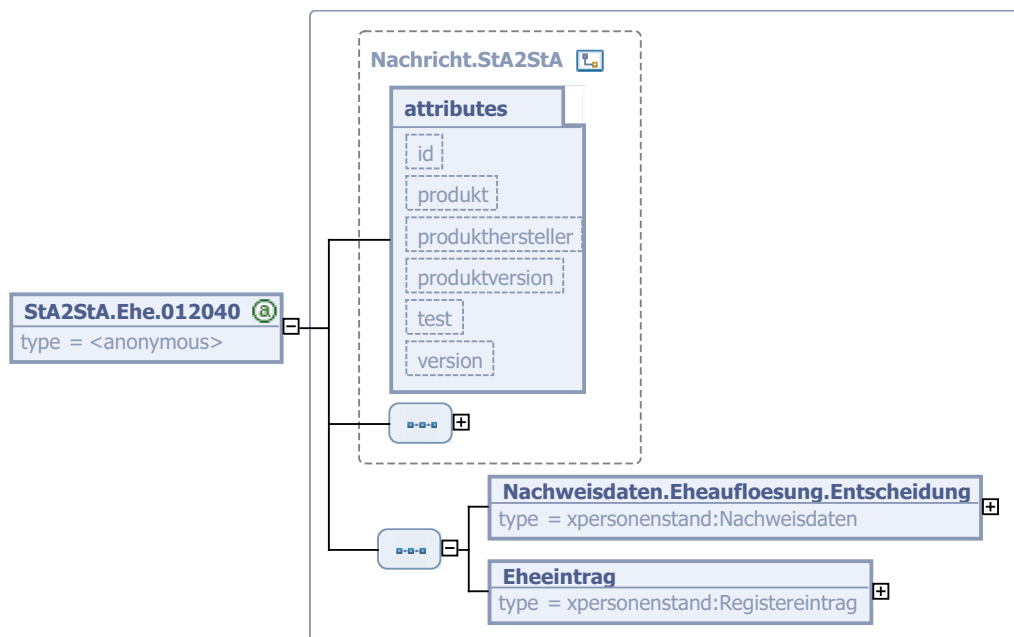 Nachricht.StA2StA
attributes
id
produkt
produkthersteller
produktversion
test
version
StA2StA.Ehe.012040
type = <anonymous>
Nachweisdaten.Eheaufloesung.Entscheidung
type = xpersonenstand:Nachweisdaten
Eheeintrag
type = xpersonenstand:Registereintrag